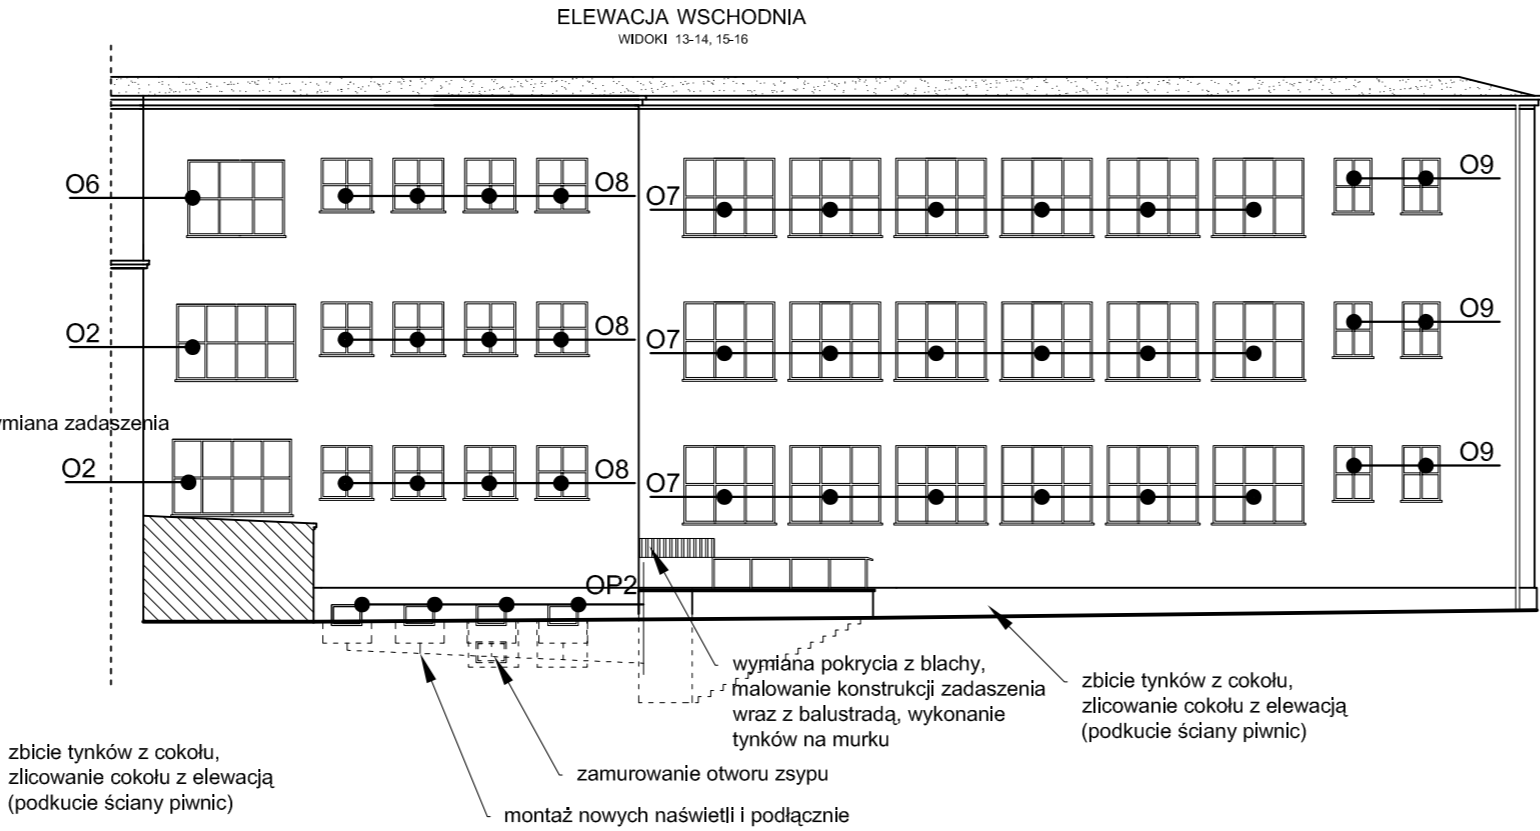 ELEWACJA WSCHODNIA
WIDOKI 13-14, 15-16
O6
O8
O7
O9
O2
O8
O7
O9
miana zadaszenia
O2
O8
O7
O9
OP2
wymiana pokrycia z blachy,
malowanie konstrukcji zadaszenia
wraz z balustradą, wykonanie
tynków na murku
zbicie tynków z cokołu,
zlicowanie cokołu z elewacją
(podkucie ściany piwnic)
zbicie tynków z cokołu,
zlicowanie cokołu z elewacją
(podkucie ściany piwnic)
zamurowanie otworu zsypu
montaż nowych naświetli i podłącznie